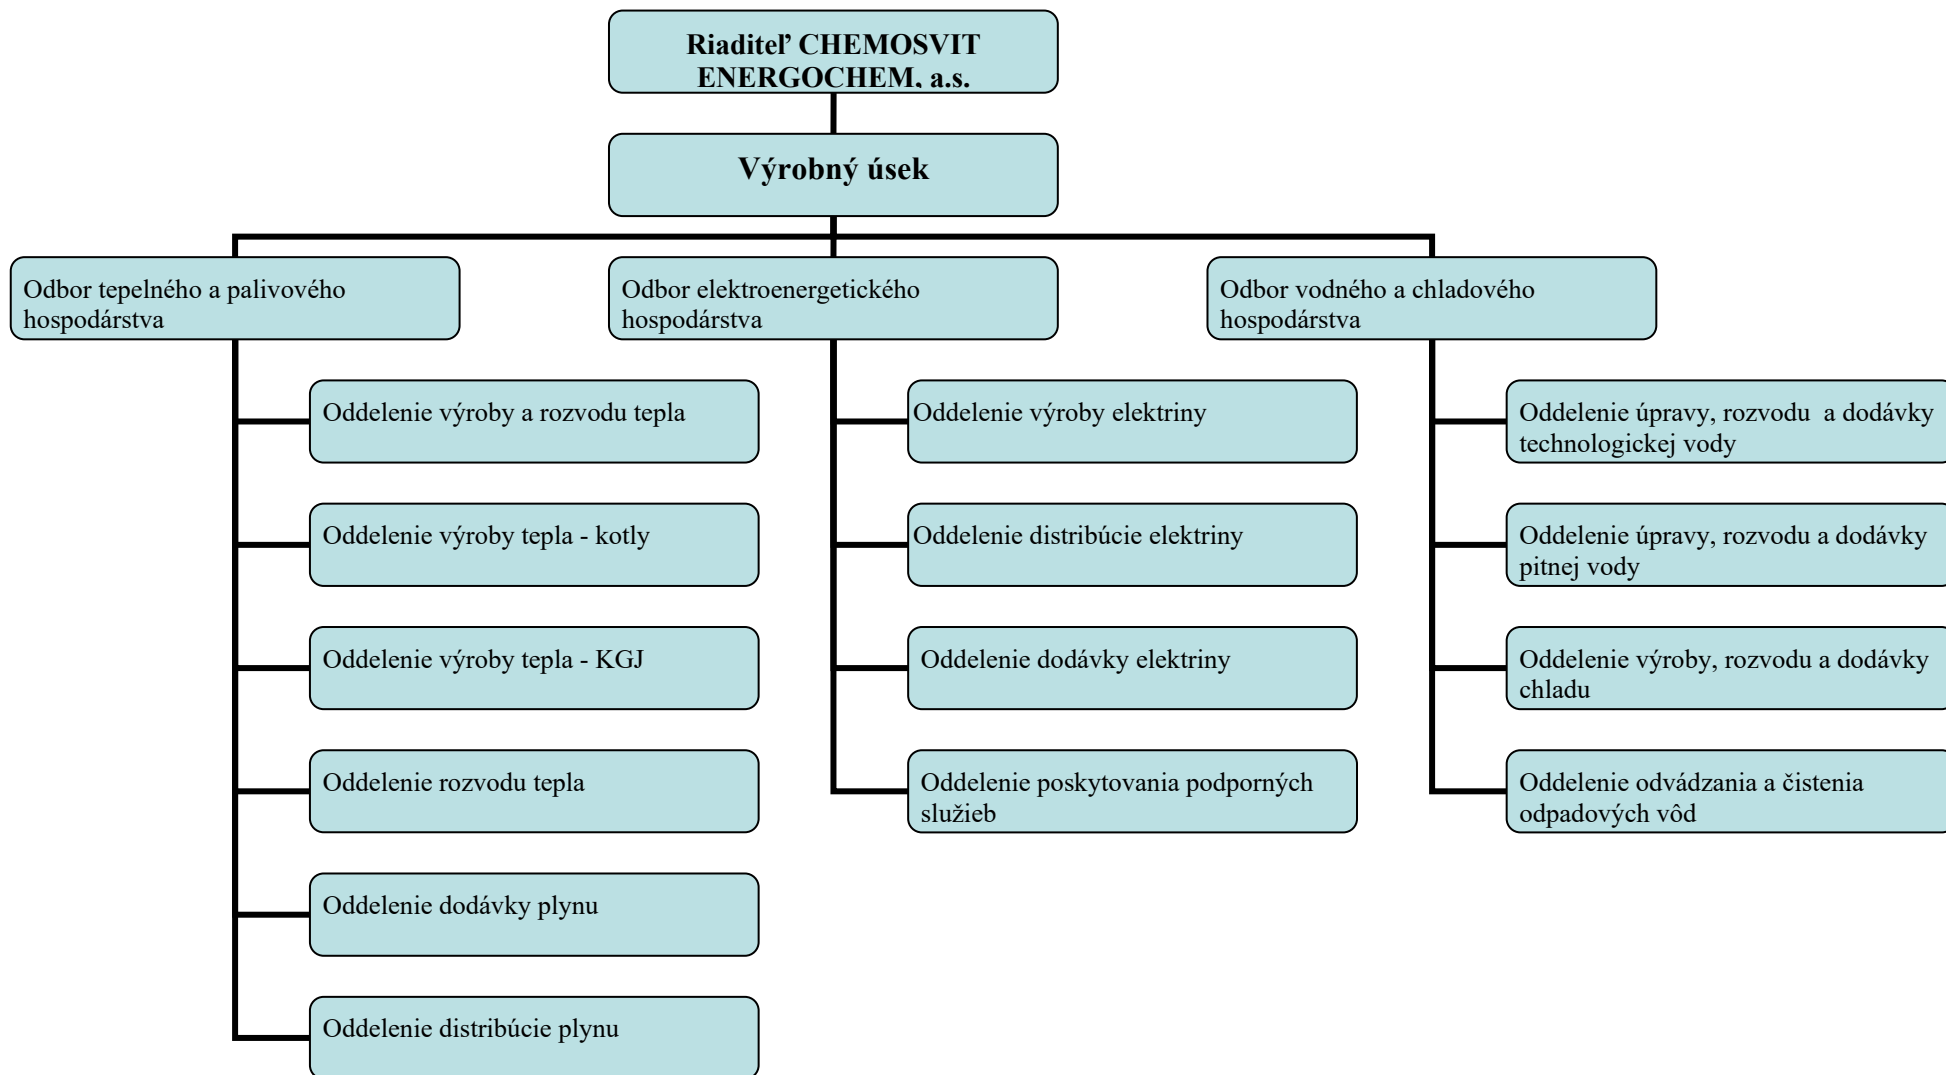 Riaditeľ CHEMOSVIT
ENERGOCHEM, a.s.
Výrobný úsek
Odbor tepelného a palivového
hospodárstva
Odbor elektroenergetického
hospodárstva
Odbor vodného a chladového
hospodárstva
Oddelenie výroby a rozvodu tepla
Oddelenie výroby tepla - kotly
Oddelenie výroby tepla - KGJ
Oddelenie rozvodu tepla
Oddelenie dodávky plynu
Oddelenie distribúcie plynu
Oddelenie výroby elektriny
Oddelenie distribúcie elektriny
Oddelenie dodávky elektriny
Oddelenie poskytovania podporných
služieb
Oddelenie úpravy, rozvodu  a dodávky
technologickej vody
Oddelenie úpravy, rozvodu a dodávky
pitnej vody
Oddelenie výroby, rozvodu a dodávky
chladu
Oddelenie odvádzania a čistenia
odpadových vôd